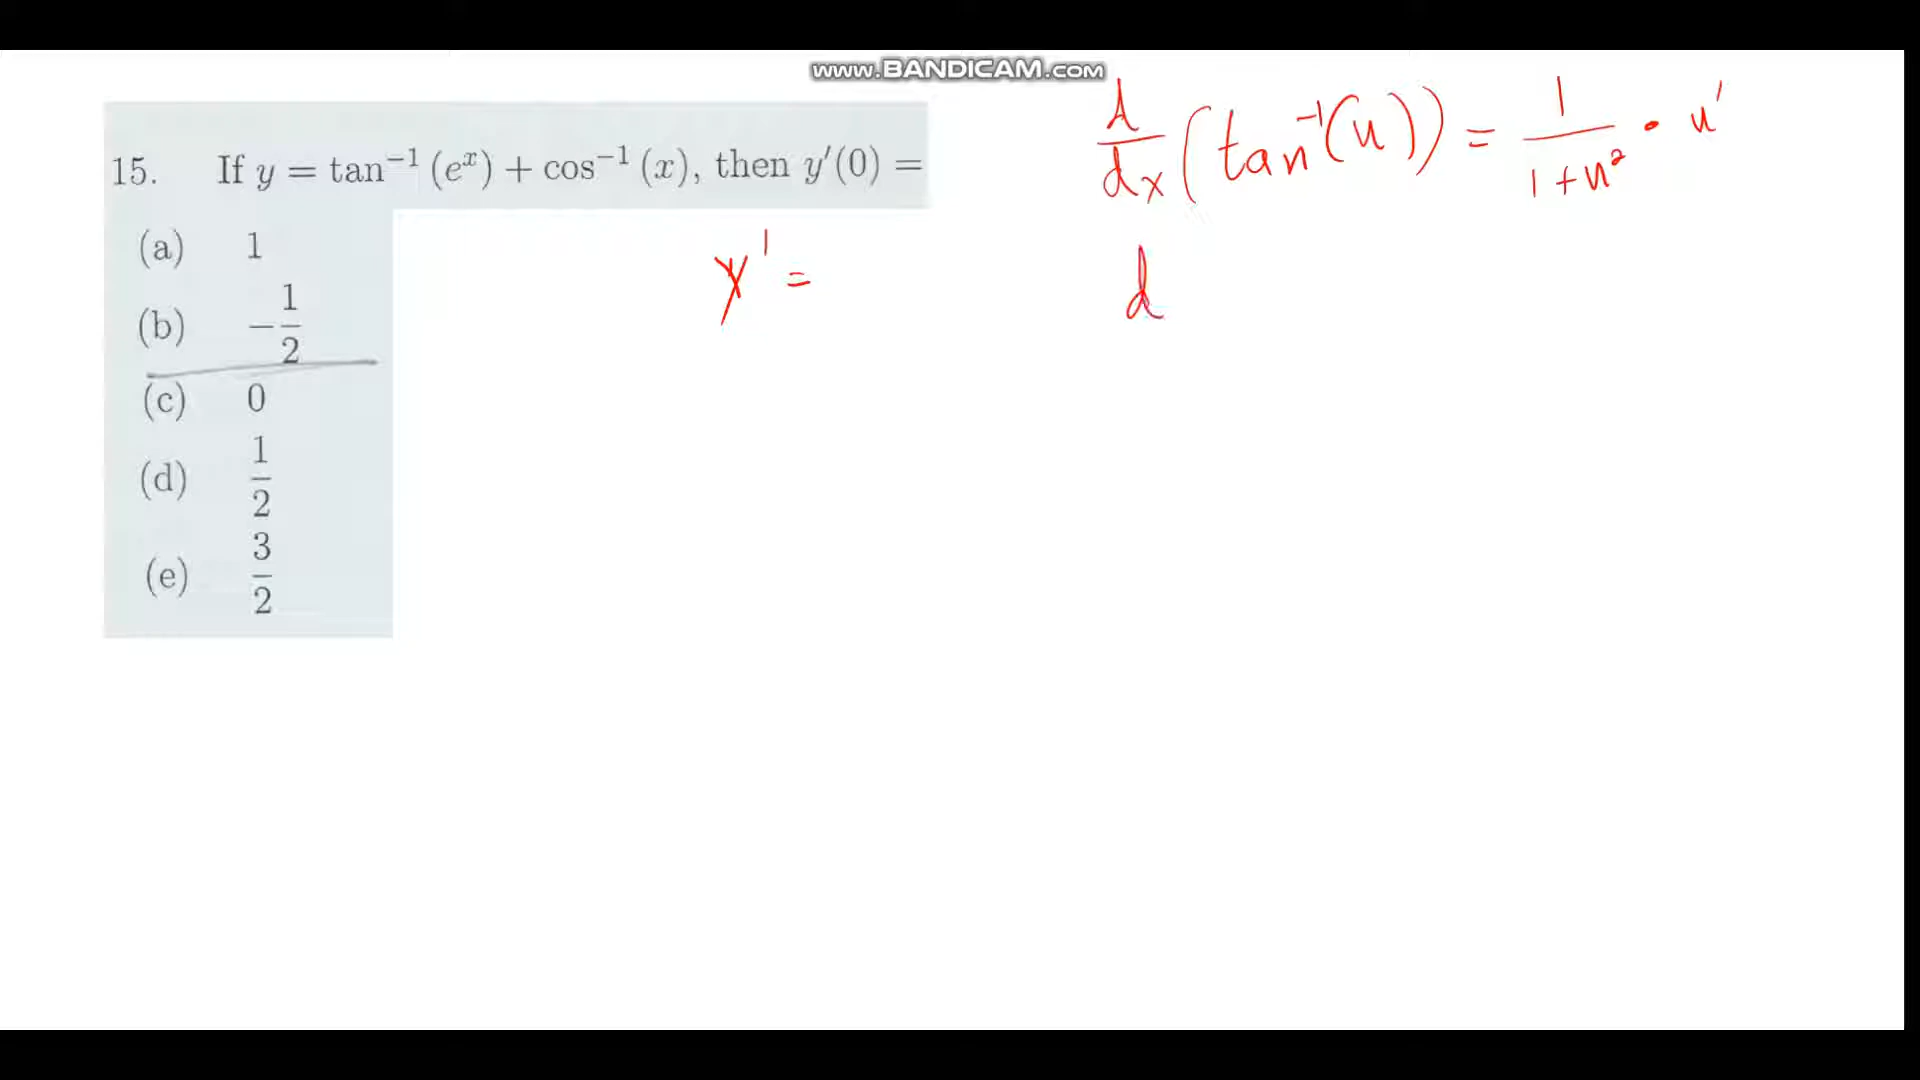 www.BANDICAM.com
15. If y = tan⁻¹ (eˣ) + cos⁻¹ (x), then y′(0) =
(a) 1
(b) −1/2
(c) 0
(d) 1/2
(e) 3/2
d/dx (tan⁻¹(u)) = 1/(1+u²) · u'
y' =
d